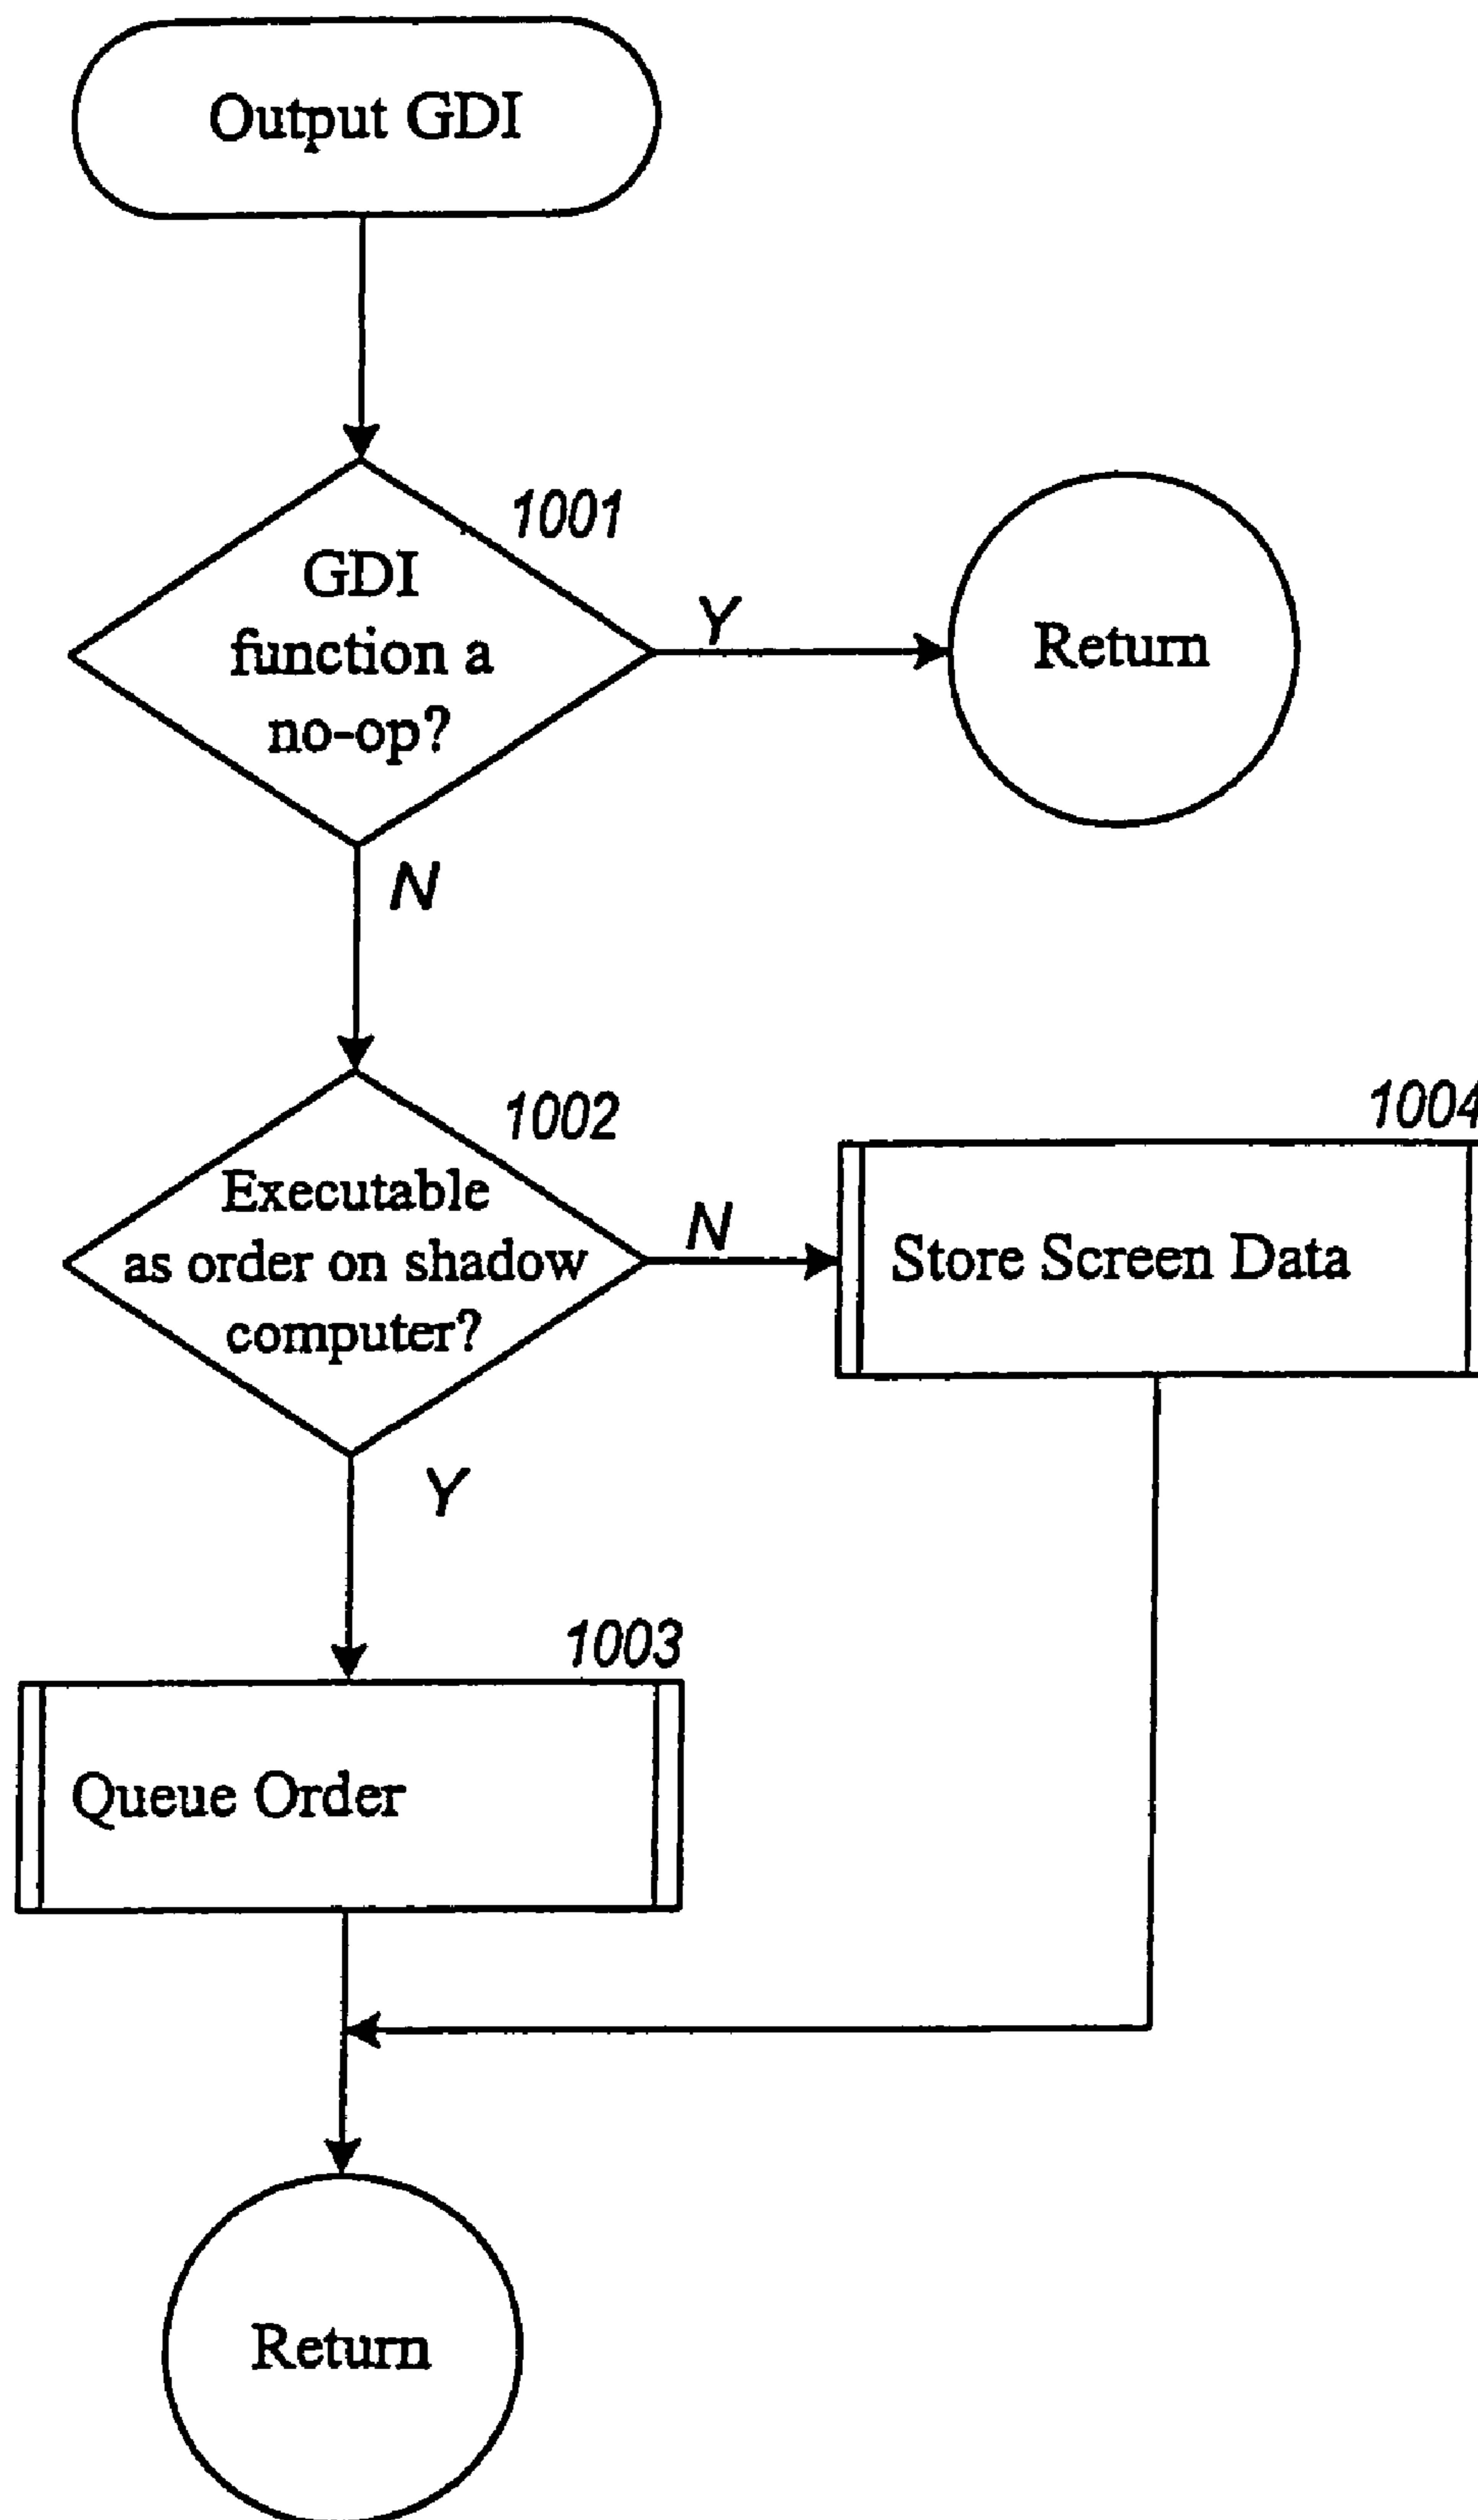 Output GDI
1001
GDI
function a
no-op?
Y
Return
N
1002
Executable
as order on shadow
computer?
N
1004
Store Screen Data
Y
1003
Queue Order
Return